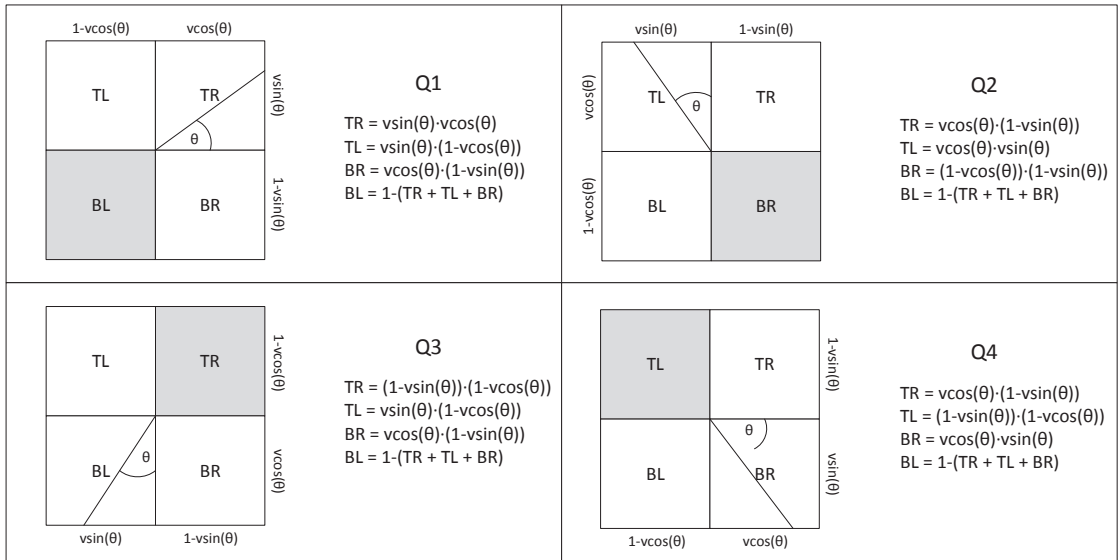 1-vcos(θ) vcos(θ)
TL TR
vsin(θ)
θ
BL BR
1-vsin(θ)
Q1
TR = vsin(θ)·vcos(θ)
TL = vsin(θ)·(1-vcos(θ))
BR = vcos(θ)·(1-vsin(θ))
BL = 1-(TR + TL + BR)
vsin(θ) 1-vsin(θ)
vcos(θ)
TL θ TR
1-vcos(θ)
BL BR
Q2
TR = vcos(θ)·(1-vsin(θ))
TL = vcos(θ)·vsin(θ)
BR = (1-vcos(θ))·(1-vsin(θ))
BL = 1-(TR + TL + BR)
TL TR
1-vcos(θ)
BL θ BR
vcos(θ)
vsin(θ) 1-vsin(θ)
Q3
TR = (1-vsin(θ))·(1-vcos(θ))
TL = vsin(θ)·(1-vcos(θ))
BR = vcos(θ)·(1-vsin(θ))
BL = 1-(TR + TL + BR)
TL TR
1-vsin(θ)
θ
BL BR
vsin(θ)
1-vcos(θ) vcos(θ)
Q4
TR = vcos(θ)·(1-vsin(θ))
TL = (1-vsin(θ))·(1-vcos(θ))
BR = vcos(θ)·vsin(θ)
BL = 1-(TR + TL + BR)